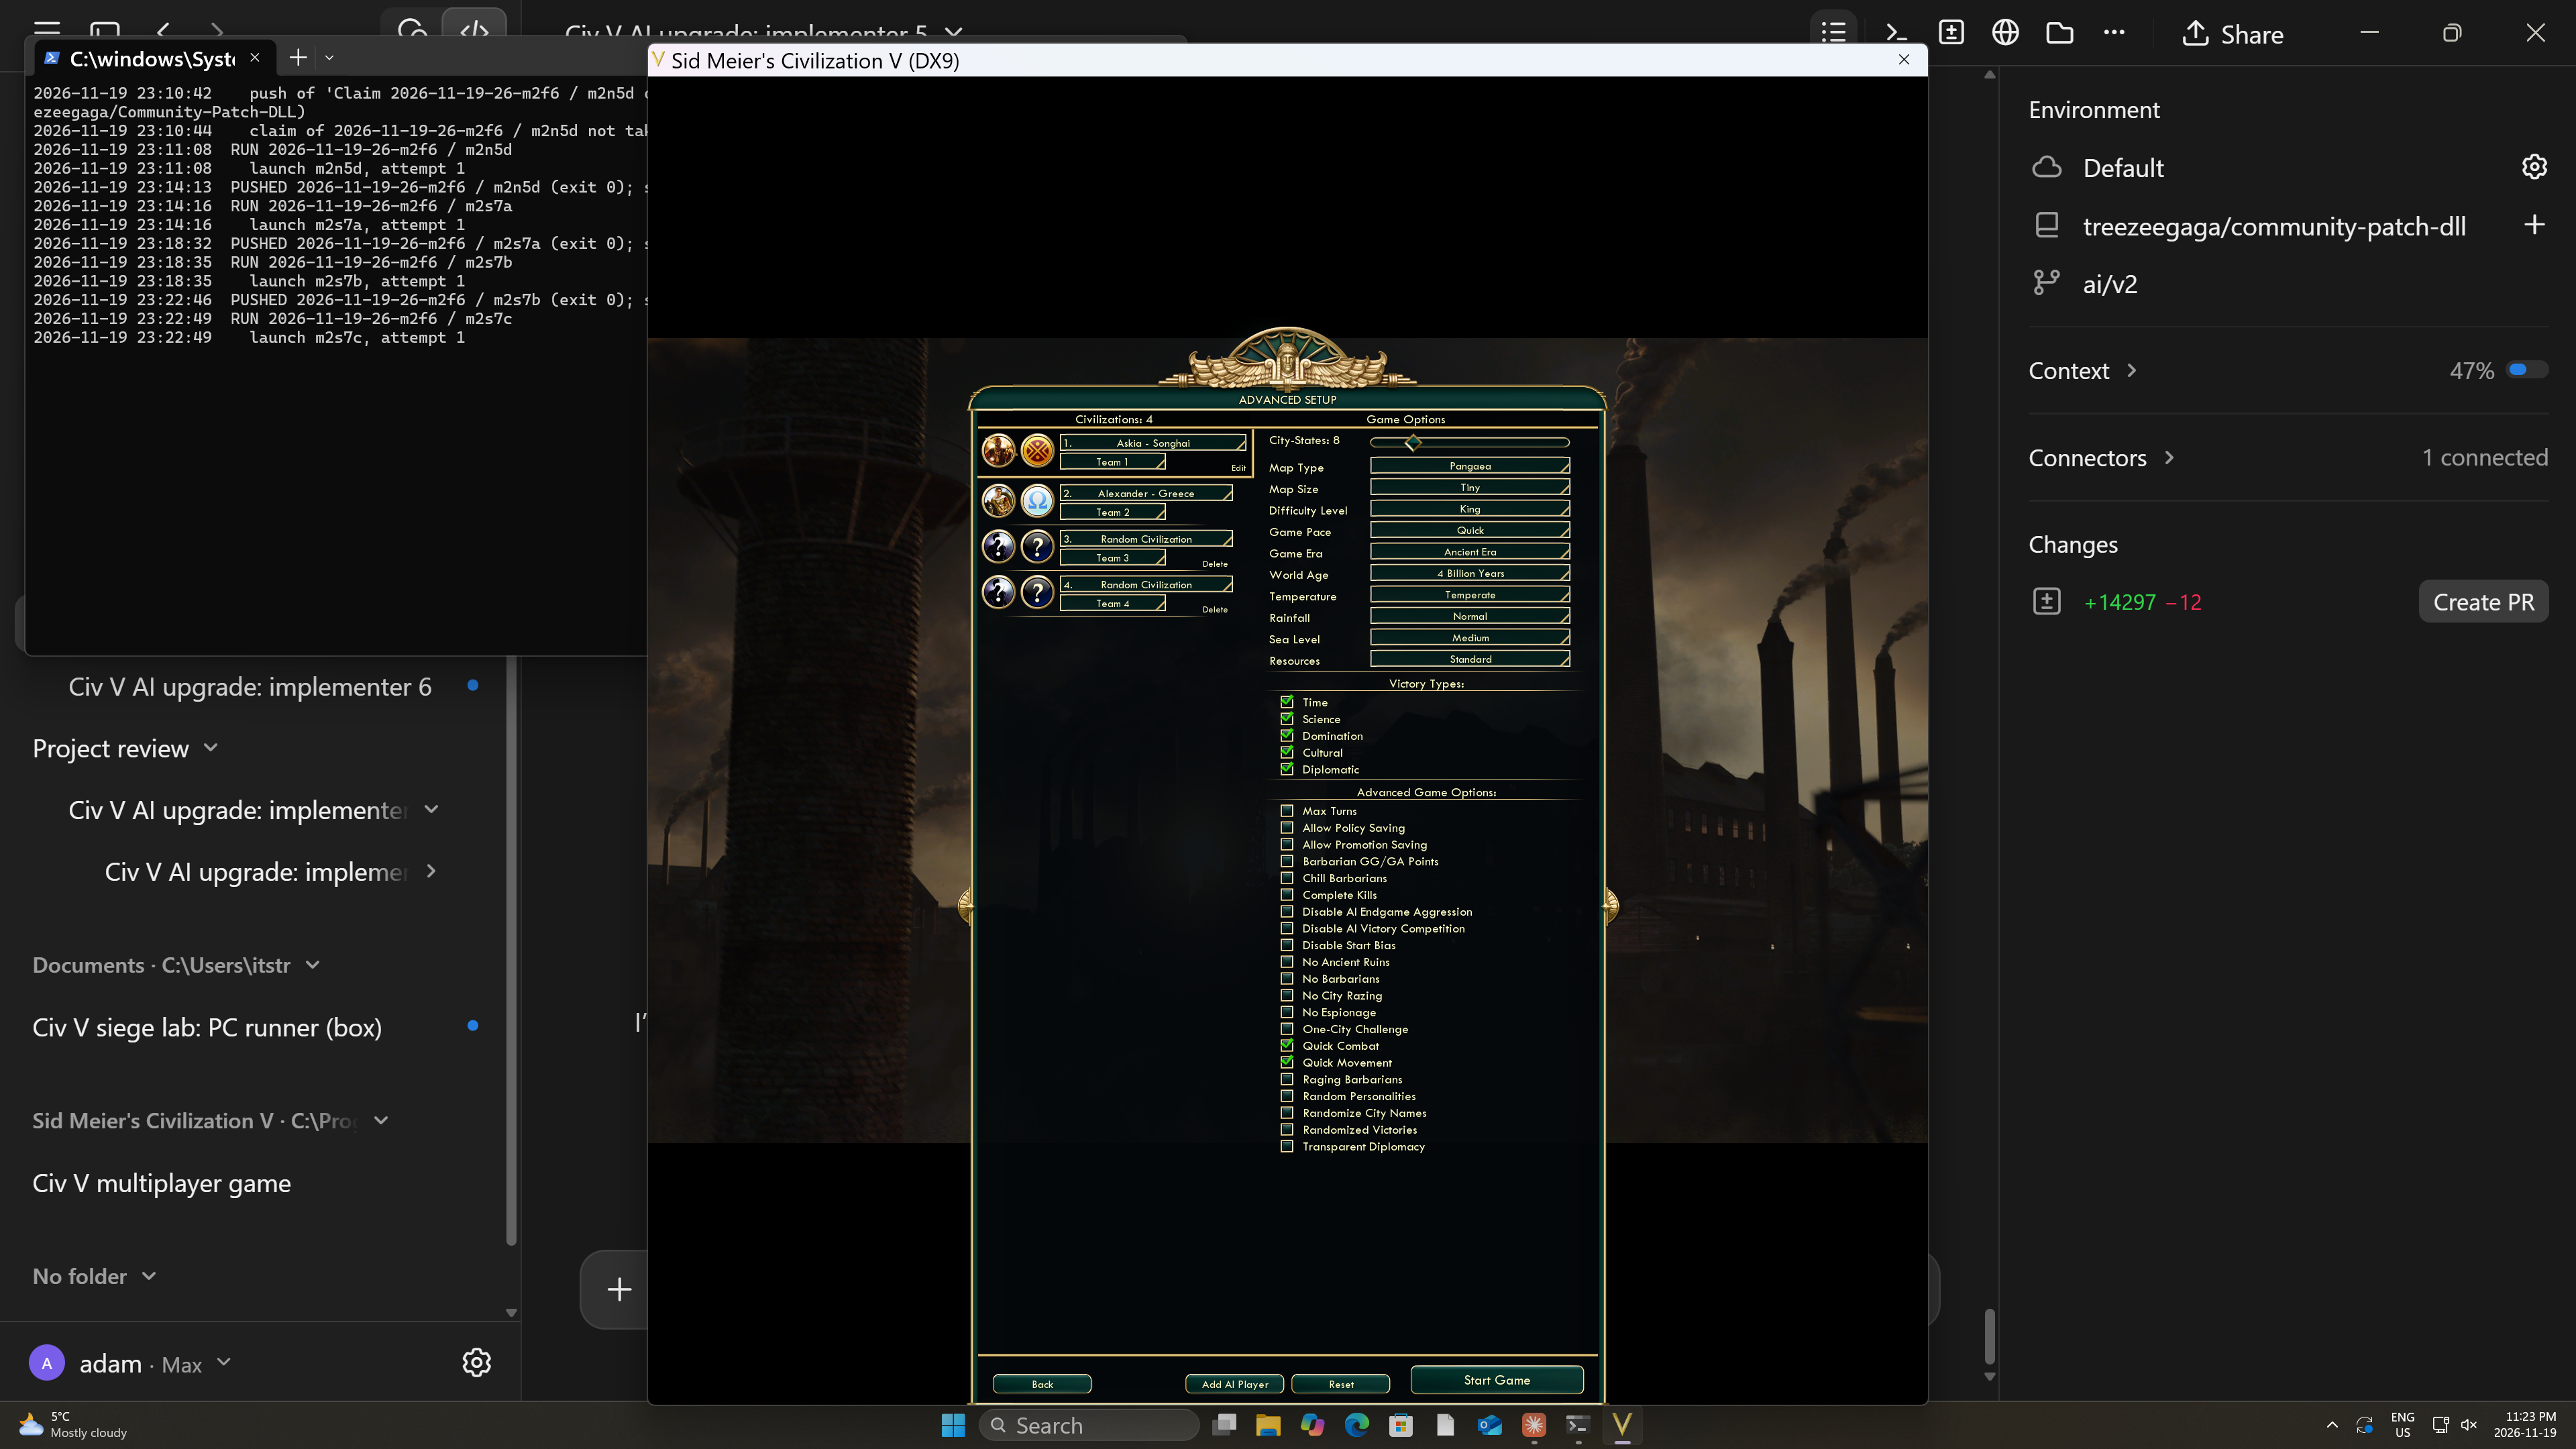 Civ V AI upgrade: implementer 5
Share
C:\windows\Syst
2026-11-19 23:10:42    push of 'Claim 2026-11-19-26-m2f6 / m2n5d
ezeegaga/Community-Patch-DLL)
2026-11-19 23:10:44    claim of 2026-11-19-26-m2f6 / m2n5d not
2026-11-19 23:11:08  RUN 2026-11-19-26-m2f6 / m2n5d
2026-11-19 23:11:08    launch m2n5d, attempt 1
2026-11-19 23:14:13  PUSHED 2026-11-19-26-m2f6 / m2n5d (exit 0);
2026-11-19 23:14:16  RUN 2026-11-19-26-m2f6 / m2s7a
2026-11-19 23:14:16    launch m2s7a, attempt 1
2026-11-19 23:18:32  PUSHED 2026-11-19-26-m2f6 / m2s7a (exit 0);
2026-11-19 23:18:35  RUN 2026-11-19-26-m2f6 / m2s7b
2026-11-19 23:18:35    launch m2s7b, attempt 1
2026-11-19 23:22:46  PUSHED 2026-11-19-26-m2f6 / m2s7b (exit 0);
2026-11-19 23:22:49  RUN 2026-11-19-26-m2f6 / m2s7c
2026-11-19 23:22:49    launch m2s7c, attempt 1
Civ V AI upgrade: implementer 6
Project review
Civ V AI upgrade: implementer
Civ V AI upgrade: impleme
Documents · C:\Users\itstr
Civ V siege lab: PC runner (box)
Sid Meier's Civilization V · C:\Prog
Civ V multiplayer game
No folder
A
adam · Max
I'
Sid Meier's Civilization V (DX9)
ADVANCED SETUP
Civilizations: 4
1. Askia - Songhai
Team 1
Edit
2. Alexander - Greece
Team 2
3. Random Civilization
Team 3
Delete
4. Random Civilization
Team 4
Delete
Game Options
City-States: 8
Map Type Pangaea
Map Size Tiny
Difficulty Level King
Game Pace Quick
Game Era Ancient Era
World Age 4 Billion Years
Temperature Temperate
Rainfall Normal
Sea Level Medium
Resources Standard
Victory Types:
Time
Science
Domination
Cultural
Diplomatic
Advanced Game Options:
Max Turns
Allow Policy Saving
Allow Promotion Saving
Barbarian GG/GA Points
Chill Barbarians
Complete Kills
Disable AI Endgame Aggression
Disable AI Victory Competition
Disable Start Bias
No Ancient Ruins
No Barbarians
No City Razing
No Espionage
One-City Challenge
Quick Combat
Quick Movement
Raging Barbarians
Random Personalities
Randomize City Names
Randomized Victories
Transparent Diplomacy
Back
Add AI Player
Reset
Start Game
Environment
Default
treezeegaga/community-patch-dll
ai/v2
Context 47%
Connectors 1 connected
Changes
+14297 −12
Create PR
5°C
Mostly cloudy
Search
ENG
US
11:23 PM
2026-11-19